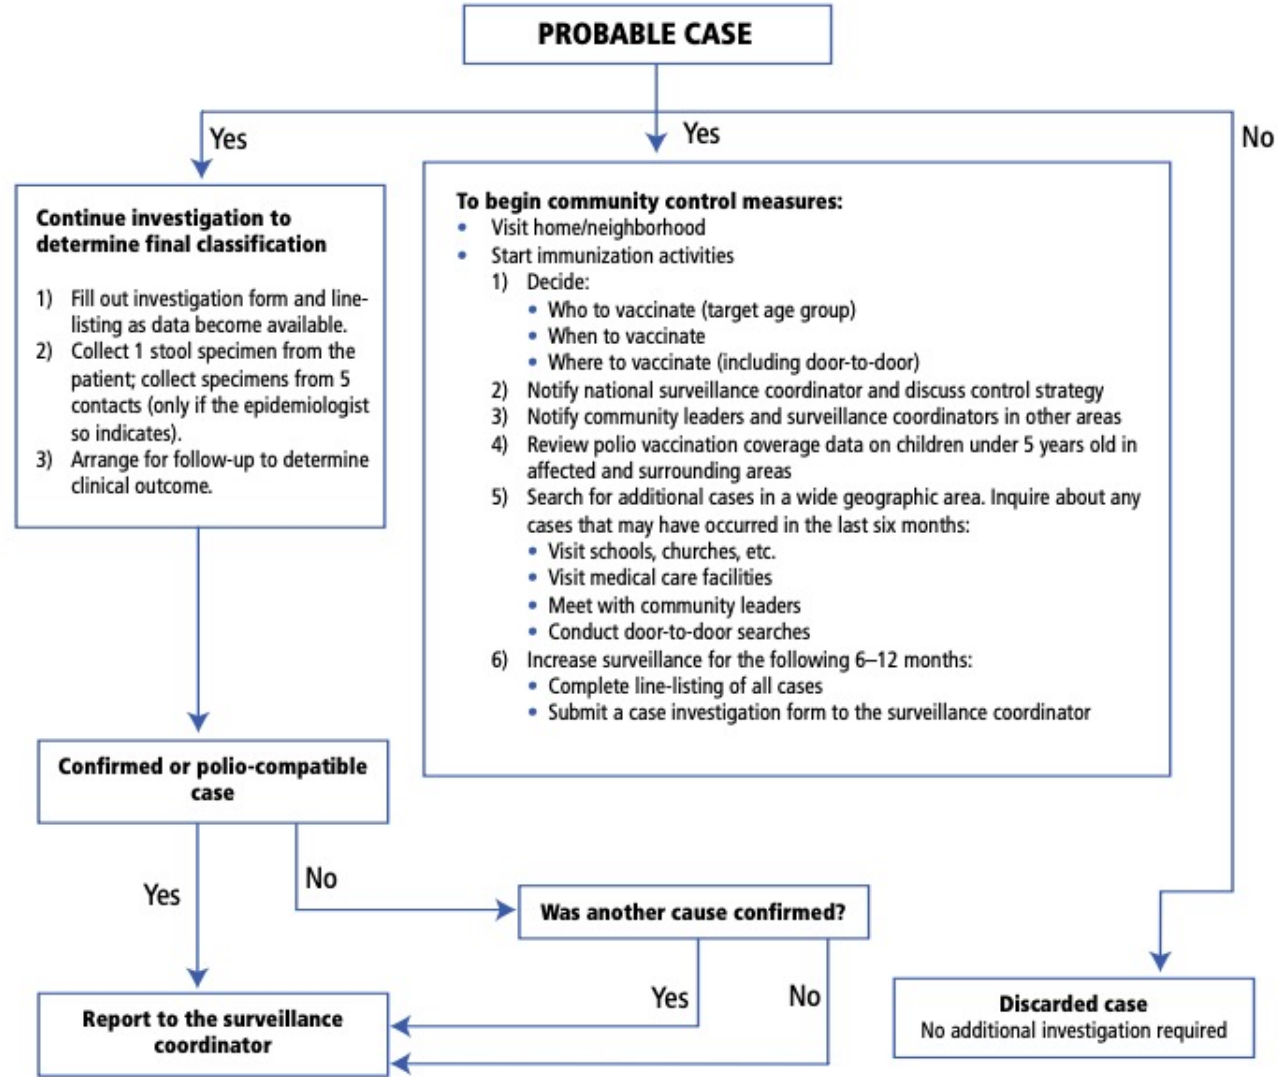 PROBABLE CASE
Yes
Yes
No
Continue investigation to
determine final classification
1) Fill out investigation form and line-
listing as data become available.
2) Collect 1 stool specimen from the
patient; collect specimens from 5
contacts (only if the epidemiologist
so indicates).
3) Arrange for follow-up to determine
clinical outcome.
To begin community control measures:
• Visit home/neighborhood
• Start immunization activities
1) Decide:
• Who to vaccinate (target age group)
• When to vaccinate
• Where to vaccinate (including door-to-door)
2) Notify national surveillance coordinator and discuss control strategy
3) Notify community leaders and surveillance coordinators in other areas
4) Review polio vaccination coverage data on children under 5 years old in
affected and surrounding areas
5) Search for additional cases in a wide geographic area. Inquire about any
cases that may have occurred in the last six months:
• Visit schools, churches, etc.
• Visit medical care facilities
• Meet with community leaders
• Conduct door-to-door searches
6) Increase surveillance for the following 6–12 months:
• Complete line-listing of all cases
• Submit a case investigation form to the surveillance coordinator
Confirmed or polio-compatible
case
Yes
No
Was another cause confirmed?
Yes
No
Report to the surveillance
coordinator
Discarded case
No additional investigation required